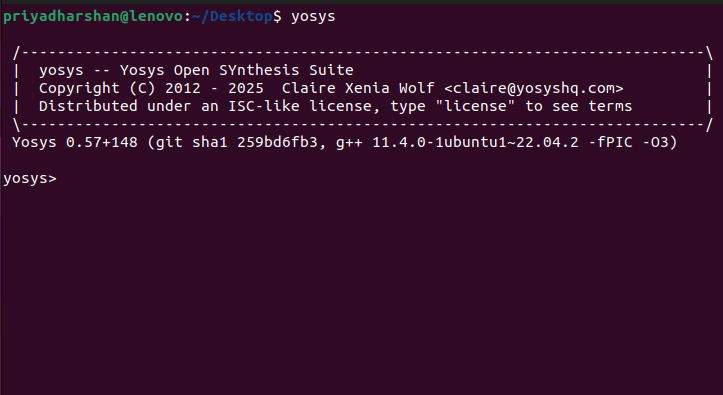 priyadharshan@lenovo:~/Desktop$ yosys
/----------------------------------------------------------------------------\
|  yosys -- Yosys Open SYnthesis Suite                                       |
|  Copyright (C) 2012 - 2025  Claire Xenia Wolf <claire@yosyshq.com>         |
|  Distributed under an ISC-like license, type "license" to see terms        |
\----------------------------------------------------------------------------/
Yosys 0.57+148 (git sha1 259bd6fb3, g++ 11.4.0-1ubuntu1~22.04.2 -fPIC -O3)
yosys>